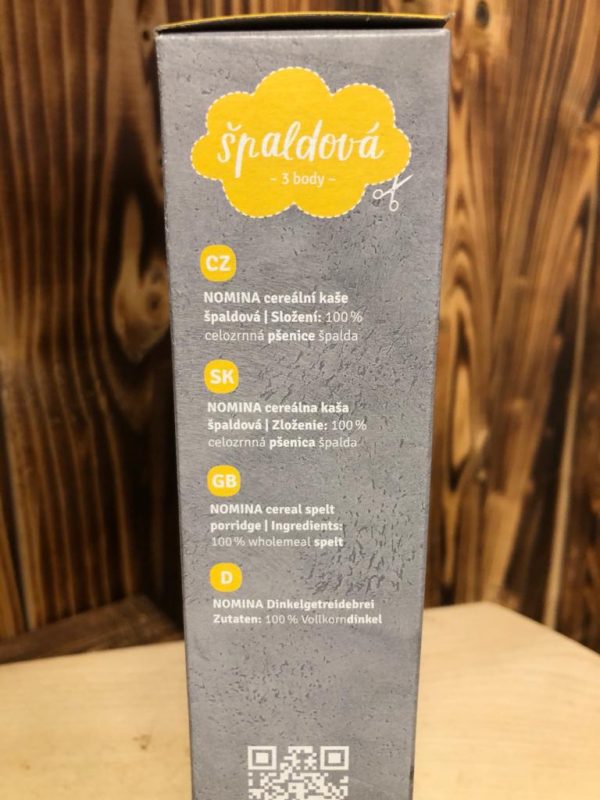 špaldová
- 3 body -
CZ
NOMINA cereální kaše
špaldová | Složení: 100 %
celozrnná pšenice špalda
SK
NOMINA cereálna kaša
špaldová | Zloženie: 100 %
celozrnná pšenica špalda
GB
NOMINA cereal spelt
porridge | Ingredients:
100 % wholemeal spelt
D
NOMINA Dinkelgetreidebrei
Zutaten: 100 % Vollkorndinkel